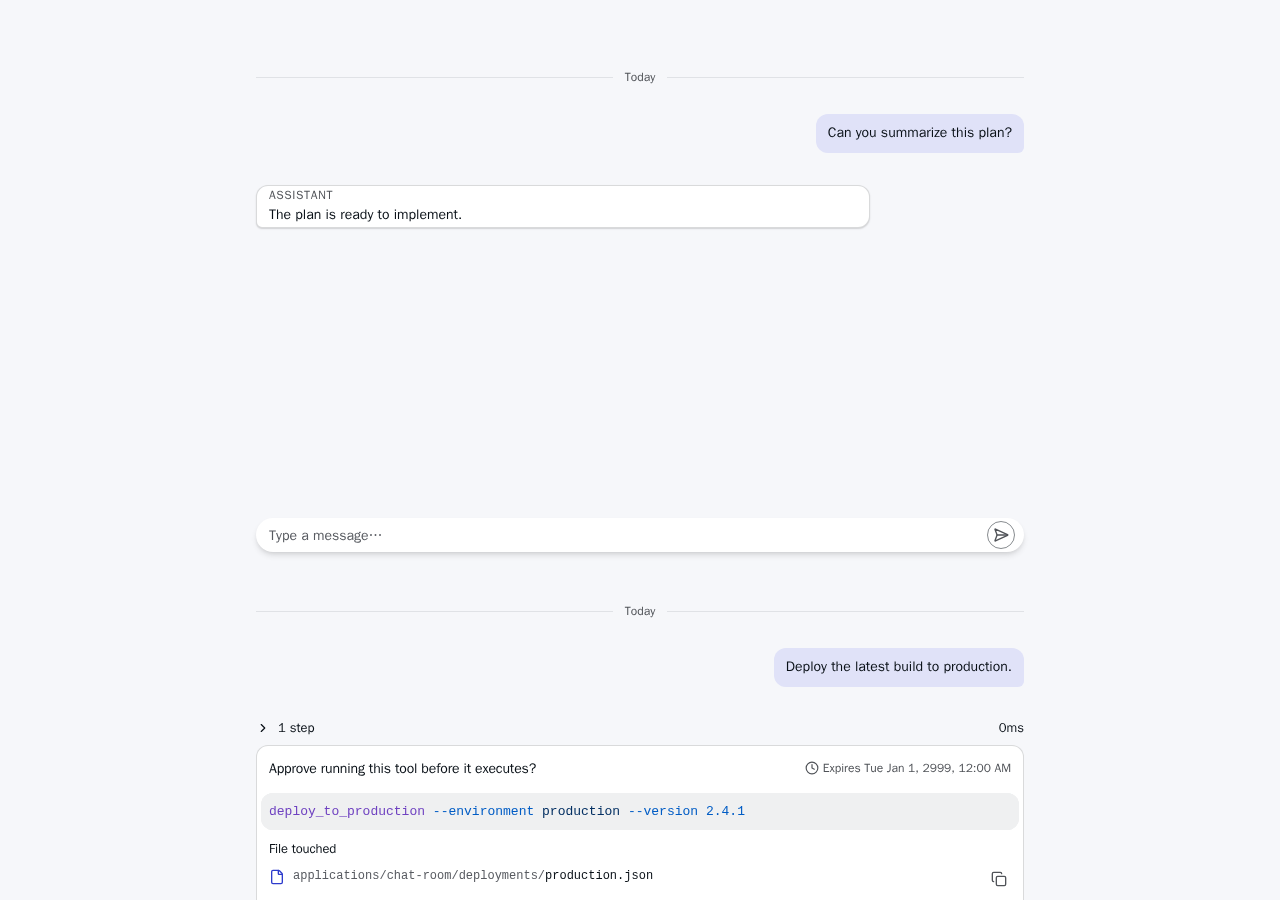 Today
Can you summarize this plan?
ASSISTANT
The plan is ready to implement.
Type a message…
Today
Deploy the latest build to production.
1 step 0ms
Approve running this tool before it executes? Expires Tue Jan 1, 2999, 12:00 AM
deploy_to_production --environment production --version 2.4.1
File touched
applications/chat-room/deployments/production.json